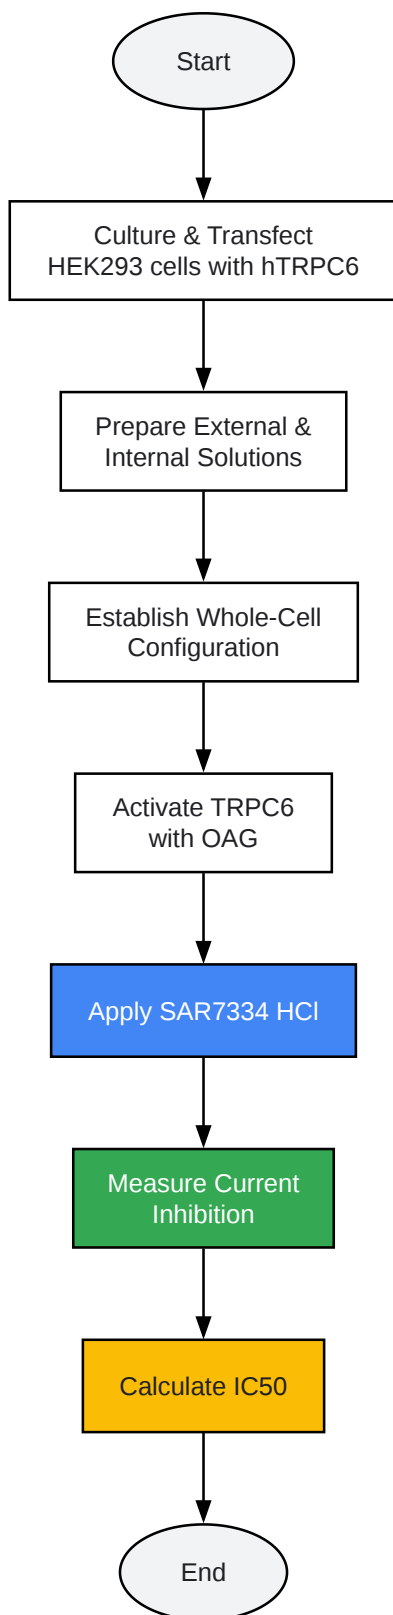 Start
Culture & Transfect
HEK293 cells with hTRPC6
Prepare External &
Internal Solutions
Establish Whole-Cell
Configuration
Activate TRPC6
with OAG
Apply SAR7334 HCl
Measure Current
Inhibition
Calculate IC50
End